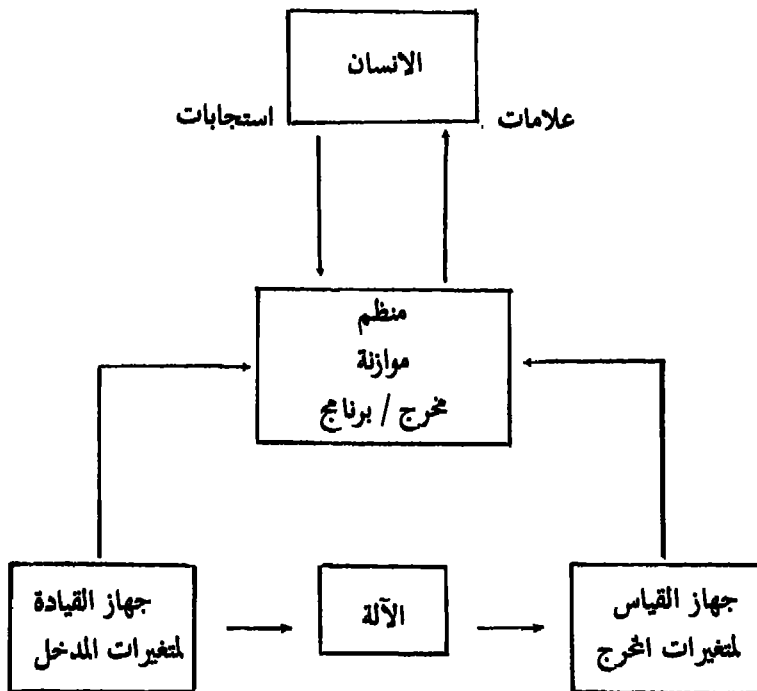 الانسان
علامات
استجابات
منظم
موازنة
مخرج / برنامج
جهاز القياس
لمتغيرات المخرج
الآلة
جهاز القيادة
لمتغيرات المدخل